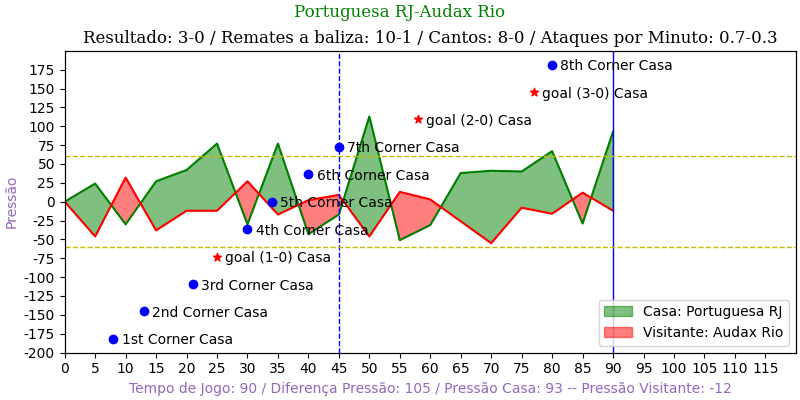 Portuguesa RJ-Audax Rio
Resultado: 3-0 / Remates a baliza: 10-1 / Cantos: 8-0 / Ataques por Minuto: 0.7-0.3
175
150
125
100
75
50
25
0
-25
-50
-75
-100
-125
-150
-175
-200
Pressão
8th Corner Casa
goal (3-0) Casa
goal (2-0) Casa
7th Corner Casa
6th Corner Casa
5th Corner Casa
4th Corner Casa
goal (1-0) Casa
3rd Corner Casa
2nd Corner Casa
1st Corner Casa
Casa: Portuguesa RJ
Visitante: Audax Rio
0 5 10 15 20 25 30 35 40 45 50 55 60 65 70 75 80 85 90 95 100 105 110 115
Tempo de Jogo: 90 / Diferença Pressão: 105 / Pressão Casa: 93 -- Pressão Visitante: -12